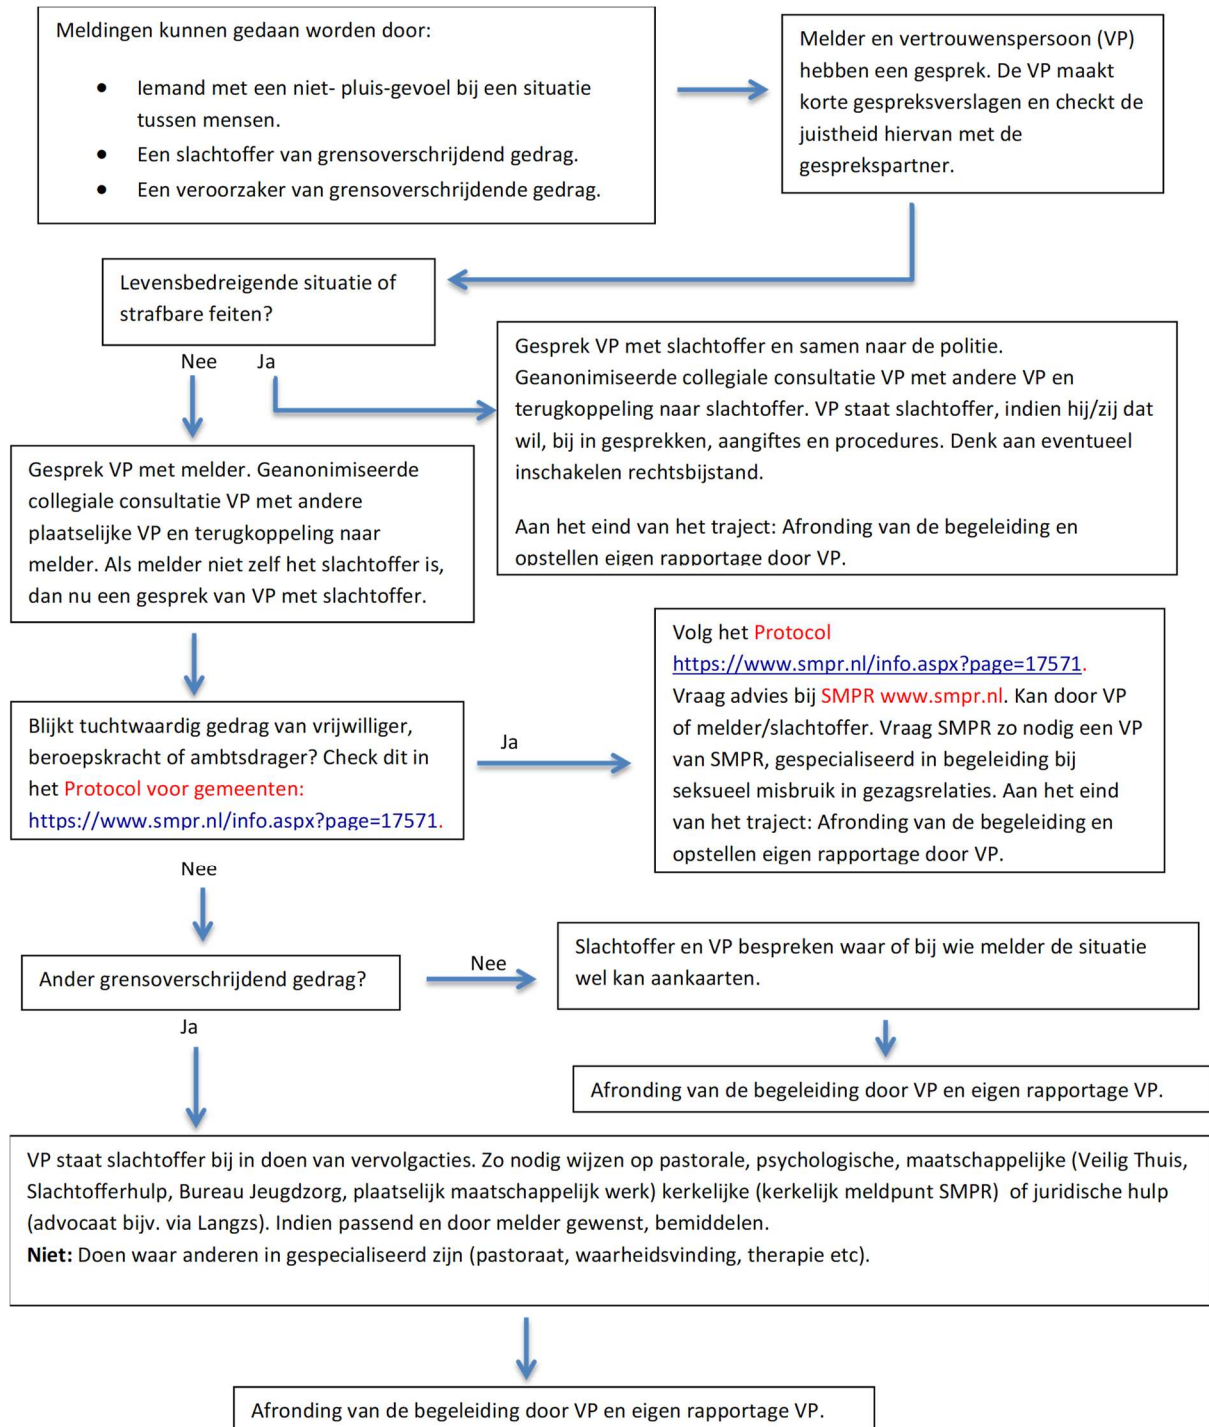 Meldingen kunnen gedaan worden door:
• Iemand met een niet- pluis-gevoel bij een situatie
tussen mensen.
• Een slachtoffer van grensoverschrijdend gedrag.
• Een veroorzaker van grensoverschrijdende gedrag.
Melder en vertrouwenspersoon (VP)
hebben een gesprek. De VP maakt
korte gespreksverslagen en checkt de
juistheid hiervan met de
gesprekspartner.
Levensbedreigende situatie of
strafbare feiten?
Nee Ja
Gesprek VP met slachtoffer en samen naar de politie.
Geanonimiseerde collegiale consultatie VP met andere VP en
terugkoppeling naar slachtoffer. VP staat slachtoffer, indien hij/zij dat
wil, bij in gesprekken, aangiftes en procedures. Denk aan eventueel
inschakelen rechtsbijstand.
Aan het eind van het traject: Afronding van de begeleiding en
opstellen eigen rapportage door VP.
Gesprek VP met melder. Geanonimiseerde
collegiale consultatie VP met andere
plaatselijke VP en terugkoppeling naar
melder. Als melder niet zelf het slachtoffer is,
dan nu een gesprek van VP met slachtoffer.
Blijkt tuchtwaardig gedrag van vrijwilliger,
beroepskracht of ambtsdrager? Check dit in
het Protocol voor gemeenten:
https://www.smpr.nl/info.aspx?page=17571.
Ja
Volg het Protocol
https://www.smpr.nl/info.aspx?page=17571.
Vraag advies bij SMPR www.smpr.nl. Kan door VP
of melder/slachtoffer. Vraag SMPR zo nodig een VP
van SMPR, gespecialiseerd in begeleiding bij
seksueel misbruik in gezagsrelaties. Aan het eind
van het traject: Afronding van de begeleiding en
opstellen eigen rapportage door VP.
Nee
Ander grensoverschrijdend gedrag?
Nee
Slachtoffer en VP bespreken waar of bij wie melder de situatie
wel kan aankaarten.
Ja
Afronding van de begeleiding door VP en eigen rapportage VP.
VP staat slachtoffer bij in doen van vervolgacties. Zo nodig wijzen op pastorale, psychologische, maatschappelijke (Veilig Thuis,
Slachtofferhulp, Bureau Jeugdzorg, plaatselijk maatschappelijk werk) kerkelijke (kerkelijk meldpunt SMPR) of juridische hulp
(advocaat bijv. via Langzs). Indien passend en door melder gewenst, bemiddelen.
Niet: Doen waar anderen in gespecialiseerd zijn (pastoraat, waarheidsvinding, therapie etc).
Afronding van de begeleiding door VP en eigen rapportage VP.